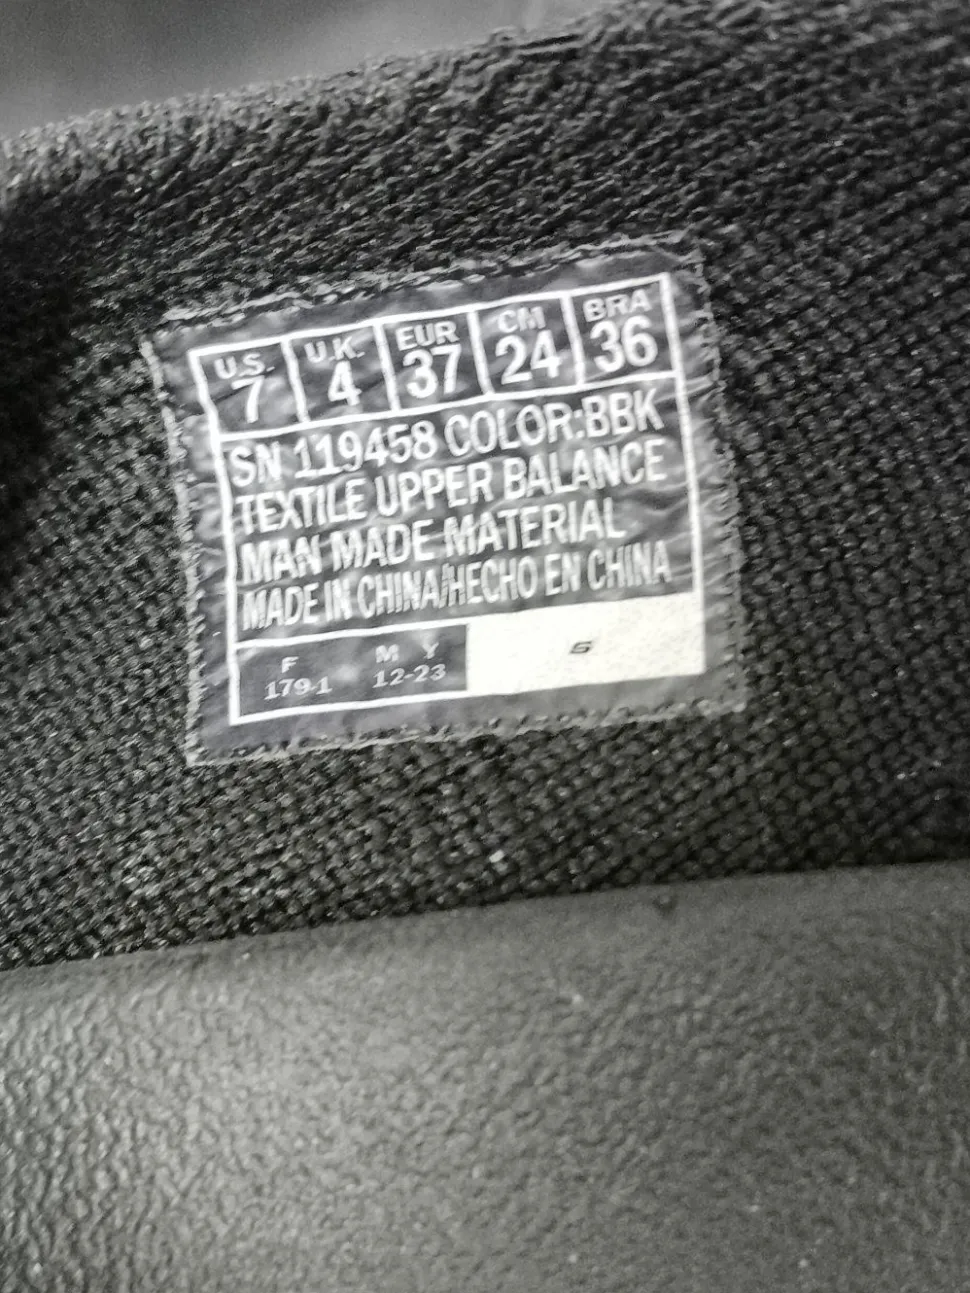 U.S. U.K. EUR CM BRA
7 4 37 24 36
SN 119458 COLOR:BBK
TEXTILE UPPER BALANCE
MAN MADE MATERIAL
MADE IN CHINA/HECHO EN CHINA
F M Y
179-1 12-23